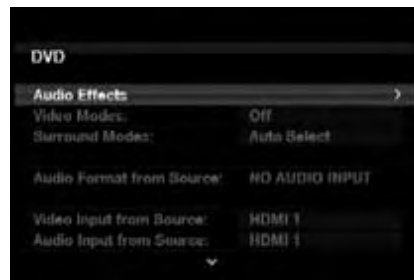 DVD
Audio Effects >
Video Modes: Off
Surround Modes: Auto Select
Audio Format from Source: NO AUDIO INPUT
Video Input from Source: HDMI 1
Audio Input from Source: HDMI 1